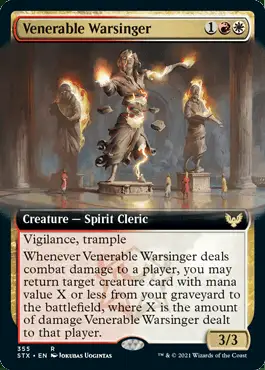 Venerable Warsinger 1
Creature — Spirit Cleric
Vigilance, trample
Whenever Venerable Warsinger deals
combat damage to a player, you may
return target creature card with mana
value X or less from your graveyard to
the battlefield, where X is the amount
of damage Venerable Warsinger dealt
to that player.
3/3
355 R
STX • EN JOKUBAS UOGINTAS
™ & © 2021 Wizards of the Coast